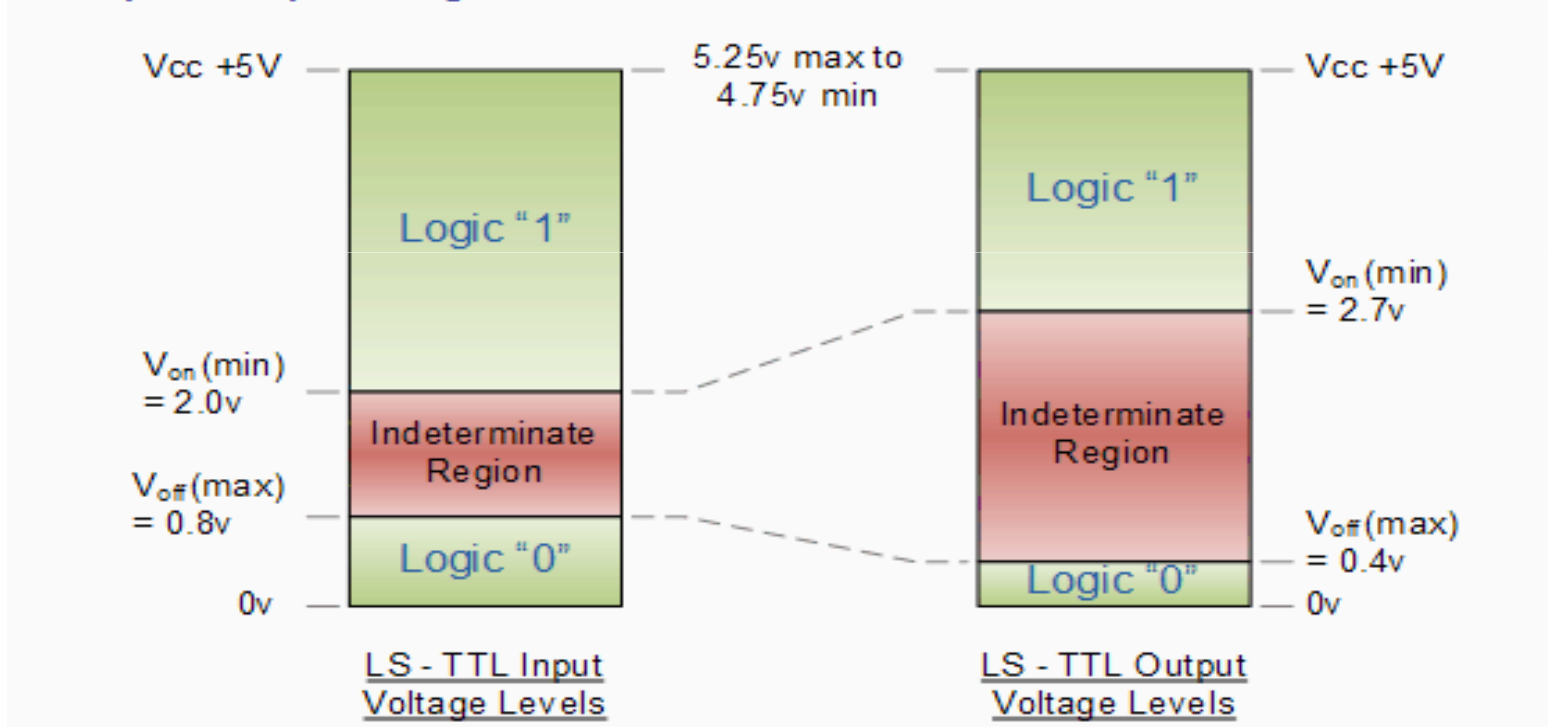 Vcc +5V
5.25v max to
4.75v min
Vcc +5V
Logic “1”
Logic “1”
Von (min)
= 2.7v
Von (min)
= 2.0v
Indeterminate
Region
Indeterminate
Region
Voff (max)
= 0.8v
Voff (max)
= 0.4v
Logic “0”
Logic “0”
0v
0v
LS - TTL Input
Voltage Levels
LS - TTL Output
Voltage Levels